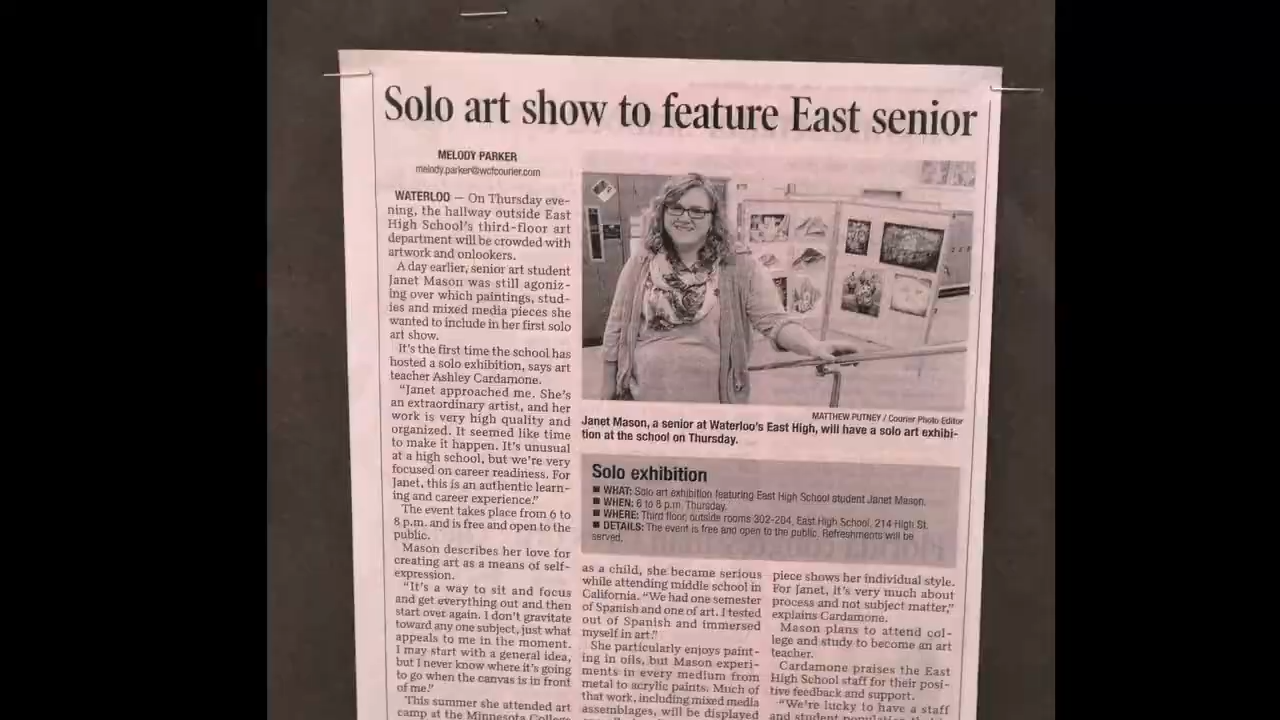 Solo art show to feature East senior
MELODY PARKER
melody.parker@wcfcourier.com
WATERLOO — On Thursday eve-
ning, the hallway outside East
High School's third-floor art
department will be crowded with
artwork and onlookers.
A day earlier, senior art student
Janet Mason was still agoniz-
ing over which paintings, stud-
ies and mixed media pieces she
wanted to include in her first solo
art show.
It's the first time the school has
hosted a solo exhibition, says art
teacher Ashley Cardamone.
"Janet approached me. She's
an extraordinary artist, and her
work is very high quality and
organized. It seemed like time
to make it happen. It's unusual
at a high school, but we're very
focused on career readiness. For
Janet, this is an authentic learn-
ing and career experience."
The event takes place from 6 to
8 p.m. and is free and open to the
public.
Mason describes her love for
creating art as a means of self-
expression.
"It's a way to sit and focus
and get everything out and then
start over again. I don't gravitate
toward any one subject, just what
appeals to me in the moment.
I may start with a general idea,
but I never know where it's going
to go when the canvas is in front
of me."
This summer she attended art
camp at the Minnesota College
MATTHEW PUTNEY / Courier Photo Editor
Janet Mason, a senior at Waterloo's East High, will have a solo art exhibi-
tion at the school on Thursday.
Solo exhibition
■ WHAT: Solo art exhibition featuring East High School student Janet Mason.
■ WHEN: 6 to 8 p.m. Thursday.
■ WHERE: Third floor, outside rooms 302-204, East High School, 214 High St.
■ DETAILS: The event is free and open to the public. Refreshments will be
served.
as a child, she became serious
while attending middle school in
California. "We had one semester
of Spanish and one of art. I tested
out of Spanish and immersed
myself in art."
She particularly enjoys paint-
ing in oils, but Mason experi-
ments in every medium from
metal to acrylic paints. Much of
that work, including mixed media
assemblages, will be displayed
piece shows her individual style.
For Janet, it's very much about
process and not subject matter,"
explains Cardamone.
Mason plans to attend col-
lege and study to become an art
teacher.
Cardamone praises the East
High School staff for their posi-
tive feedback and support.
"We're lucky to have a staff
and student population